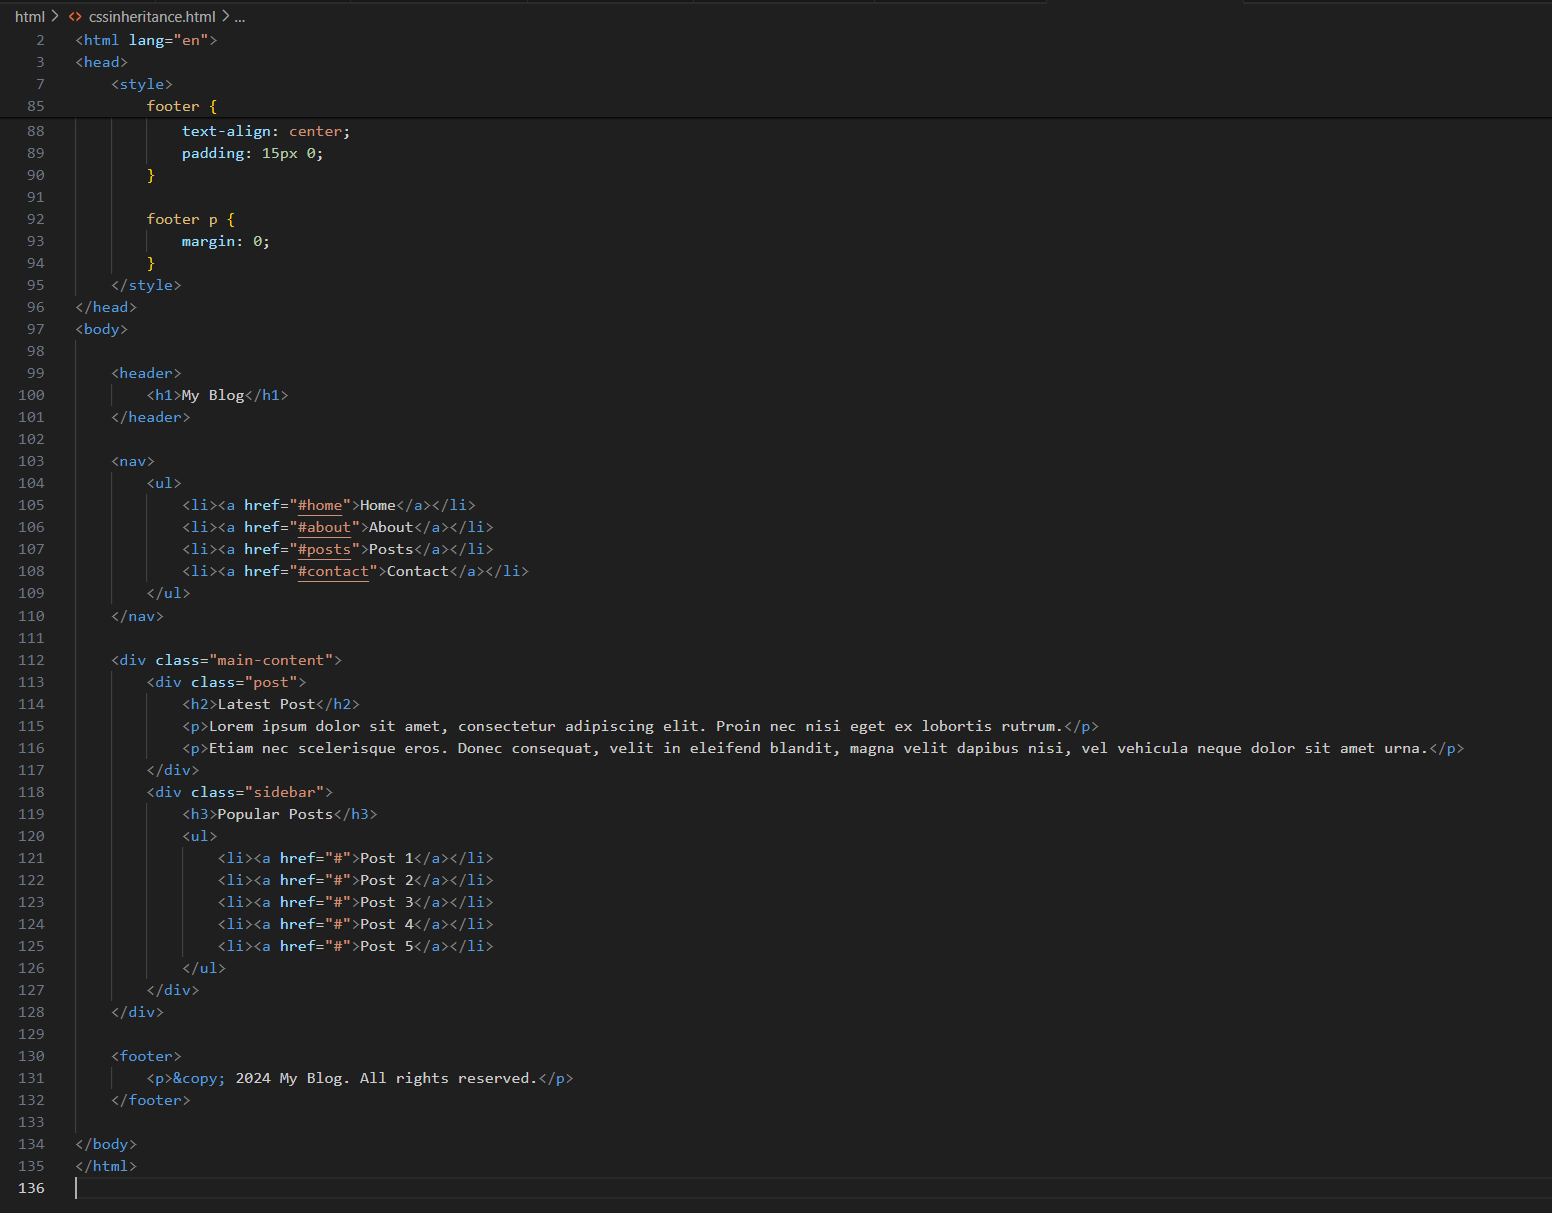 html > <> cssinheritance.html > ...
2 <html lang="en">
3 <head>
7     <style>
85         footer {
88             text-align: center;
89             padding: 15px 0;
90         }
91
92         footer p {
93             margin: 0;
94         }
95     </style>
96 </head>
97 <body>
98
99     <header>
100         <h1>My Blog</h1>
101     </header>
102
103     <nav>
104         <ul>
105             <li><a href="#home">Home</a></li>
106             <li><a href="#about">About</a></li>
107             <li><a href="#posts">Posts</a></li>
108             <li><a href="#contact">Contact</a></li>
109         </ul>
110     </nav>
111
112     <div class="main-content">
113         <div class="post">
114             <h2>Latest Post</h2>
115             <p>Lorem ipsum dolor sit amet, consectetur adipiscing elit. Proin nec nisi eget ex lobortis rutrum.</p>
116             <p>Etiam nec scelerisque eros. Donec consequat, velit in eleifend blandit, magna velit dapibus nisi, vel vehicula neque dolor sit amet urna.</p>
117         </div>
118         <div class="sidebar">
119             <h3>Popular Posts</h3>
120             <ul>
121                 <li><a href="#">Post 1</a></li>
122                 <li><a href="#">Post 2</a></li>
123                 <li><a href="#">Post 3</a></li>
124                 <li><a href="#">Post 4</a></li>
125                 <li><a href="#">Post 5</a></li>
126             </ul>
127         </div>
128     </div>
129
130     <footer>
131         <p>&copy; 2024 My Blog. All rights reserved.</p>
132     </footer>
133
134 </body>
135 </html>
136